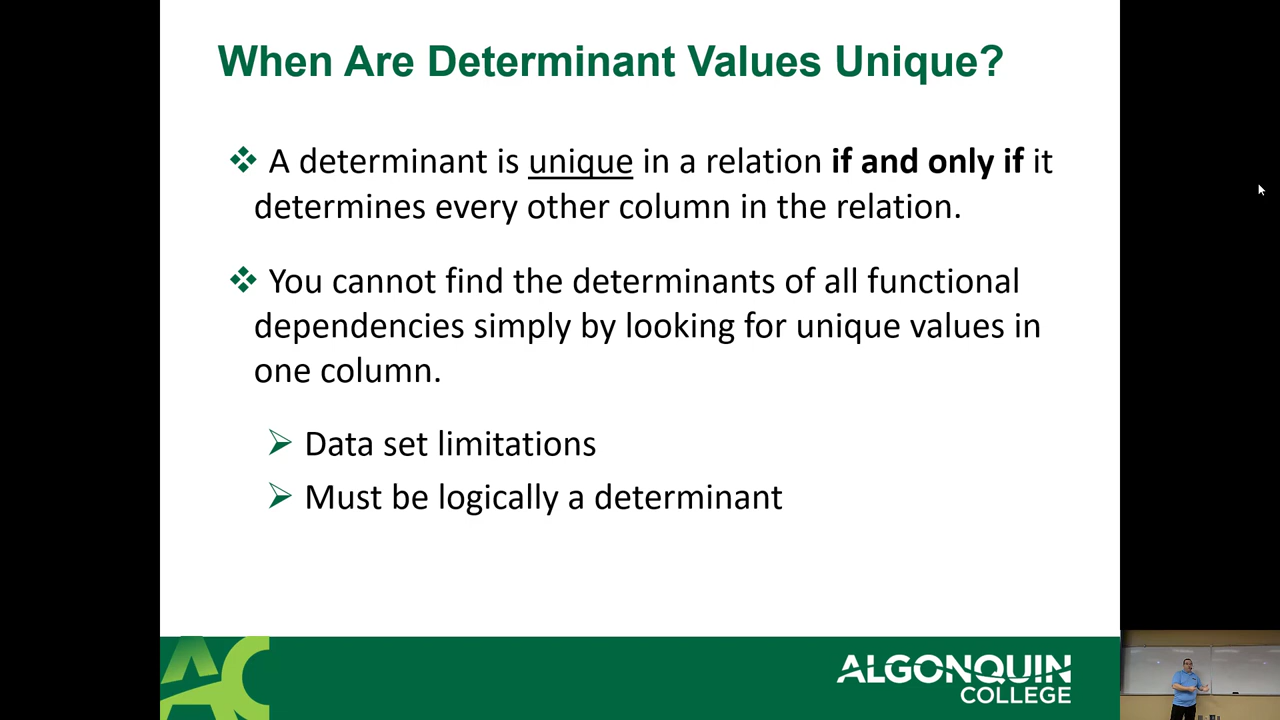 When Are Determinant Values Unique?
A determinant is unique in a relation if and only if it
determines every other column in the relation.
You cannot find the determinants of all functional
dependencies simply by looking for unique values in
one column.
Data set limitations
Must be logically a determinant
AC
ALGONQUIN
COLLEGE